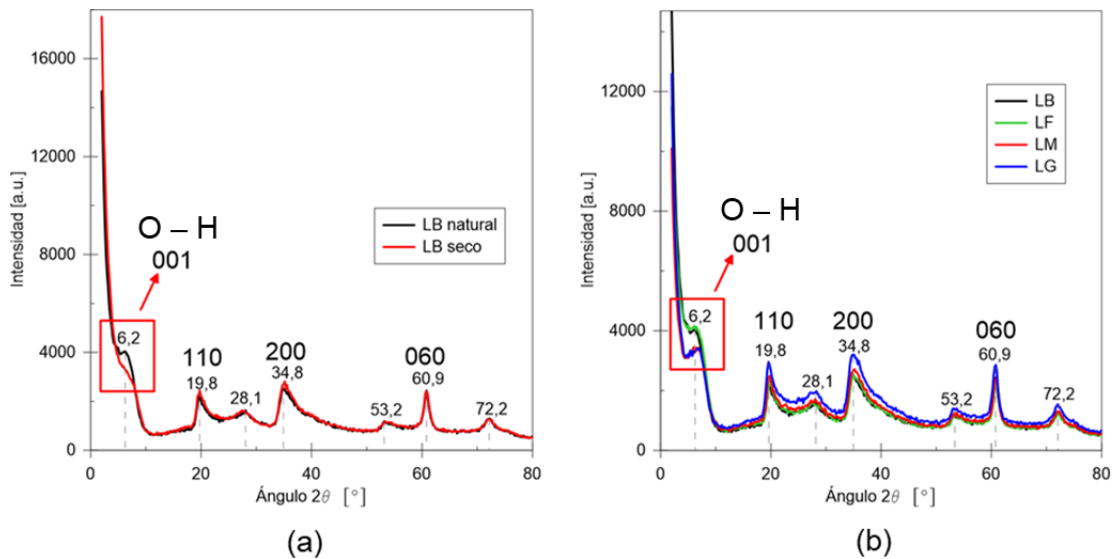 16000
12000
8000
4000
0
Intensidad [a.u.]
O – H
001
6,2
110
19,8
28,1
200
34,8
53,2
060
60,9
72,2
LB natural
LB seco
0
20
40
60
80
Ángulo 2θ [°]
(a)
12000
8000
4000
0
Intensidad [a.u.]
O – H
001
6,2
110
19,8
28,1
200
34,8
53,2
060
60,9
72,2
LB
LF
LM
LG
0
20
40
60
80
Ángulo 2θ [°]
(b)